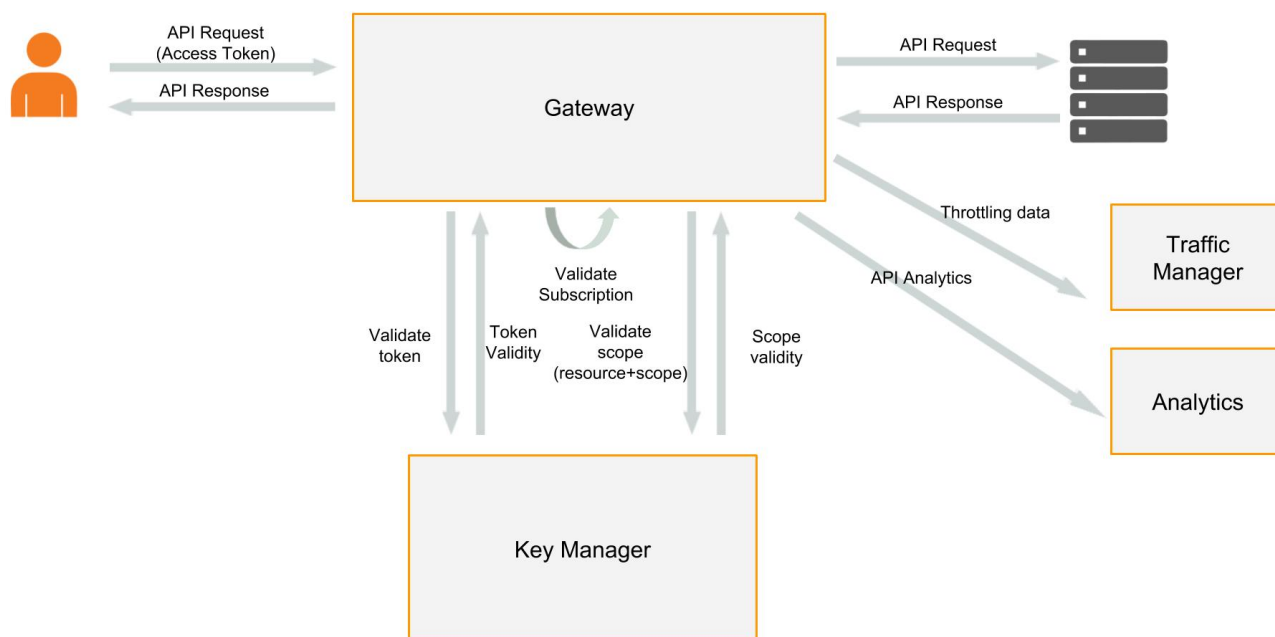 API Request
(Access Token)
API Response
Gateway
API Request
API Response
Throttling data
Traffic
Manager
API Analytics
Analytics
Validate
Subscription
Validate
token
Token
Validity
Validate
scope
(resource+scope)
Scope
validity
Key Manager